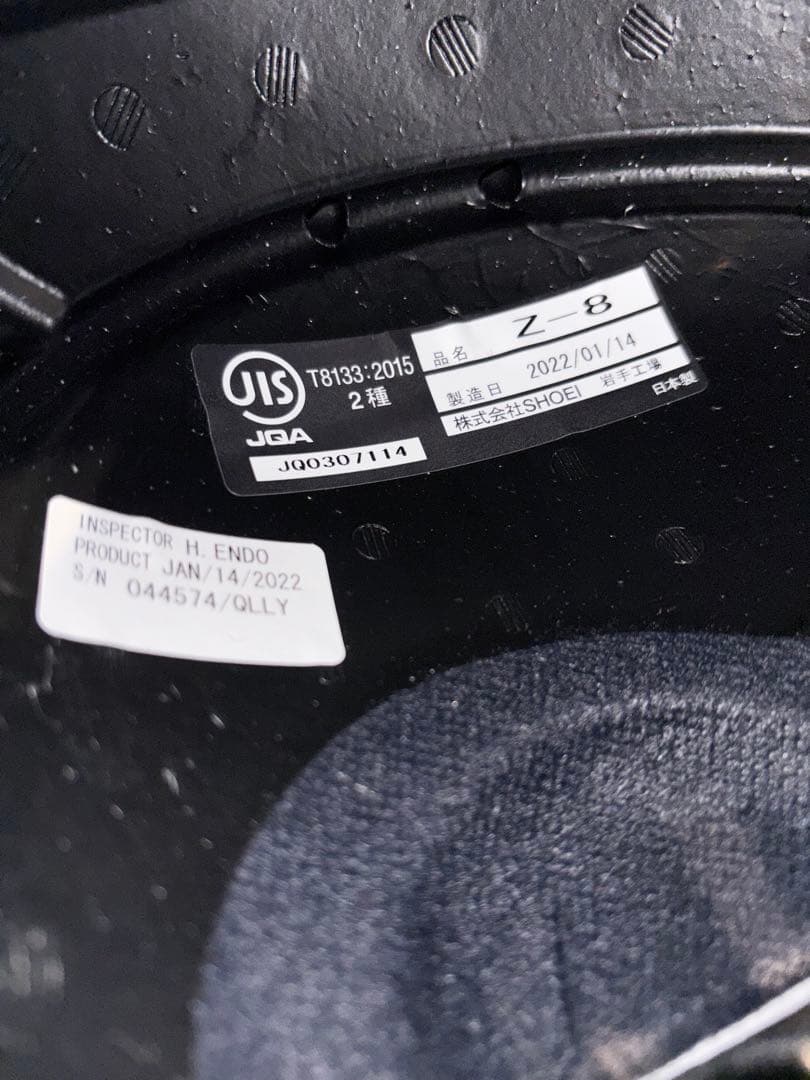 JIS
JQA
T8133:2015
2種
JQ0307114
品名 Z-8
製造日 2022/01/14
株式会社SHOEI 岩手工場
日本製
INSPECTOR H. ENDO
PRODUCT JAN/14/2022
S/N 044574/QLLY